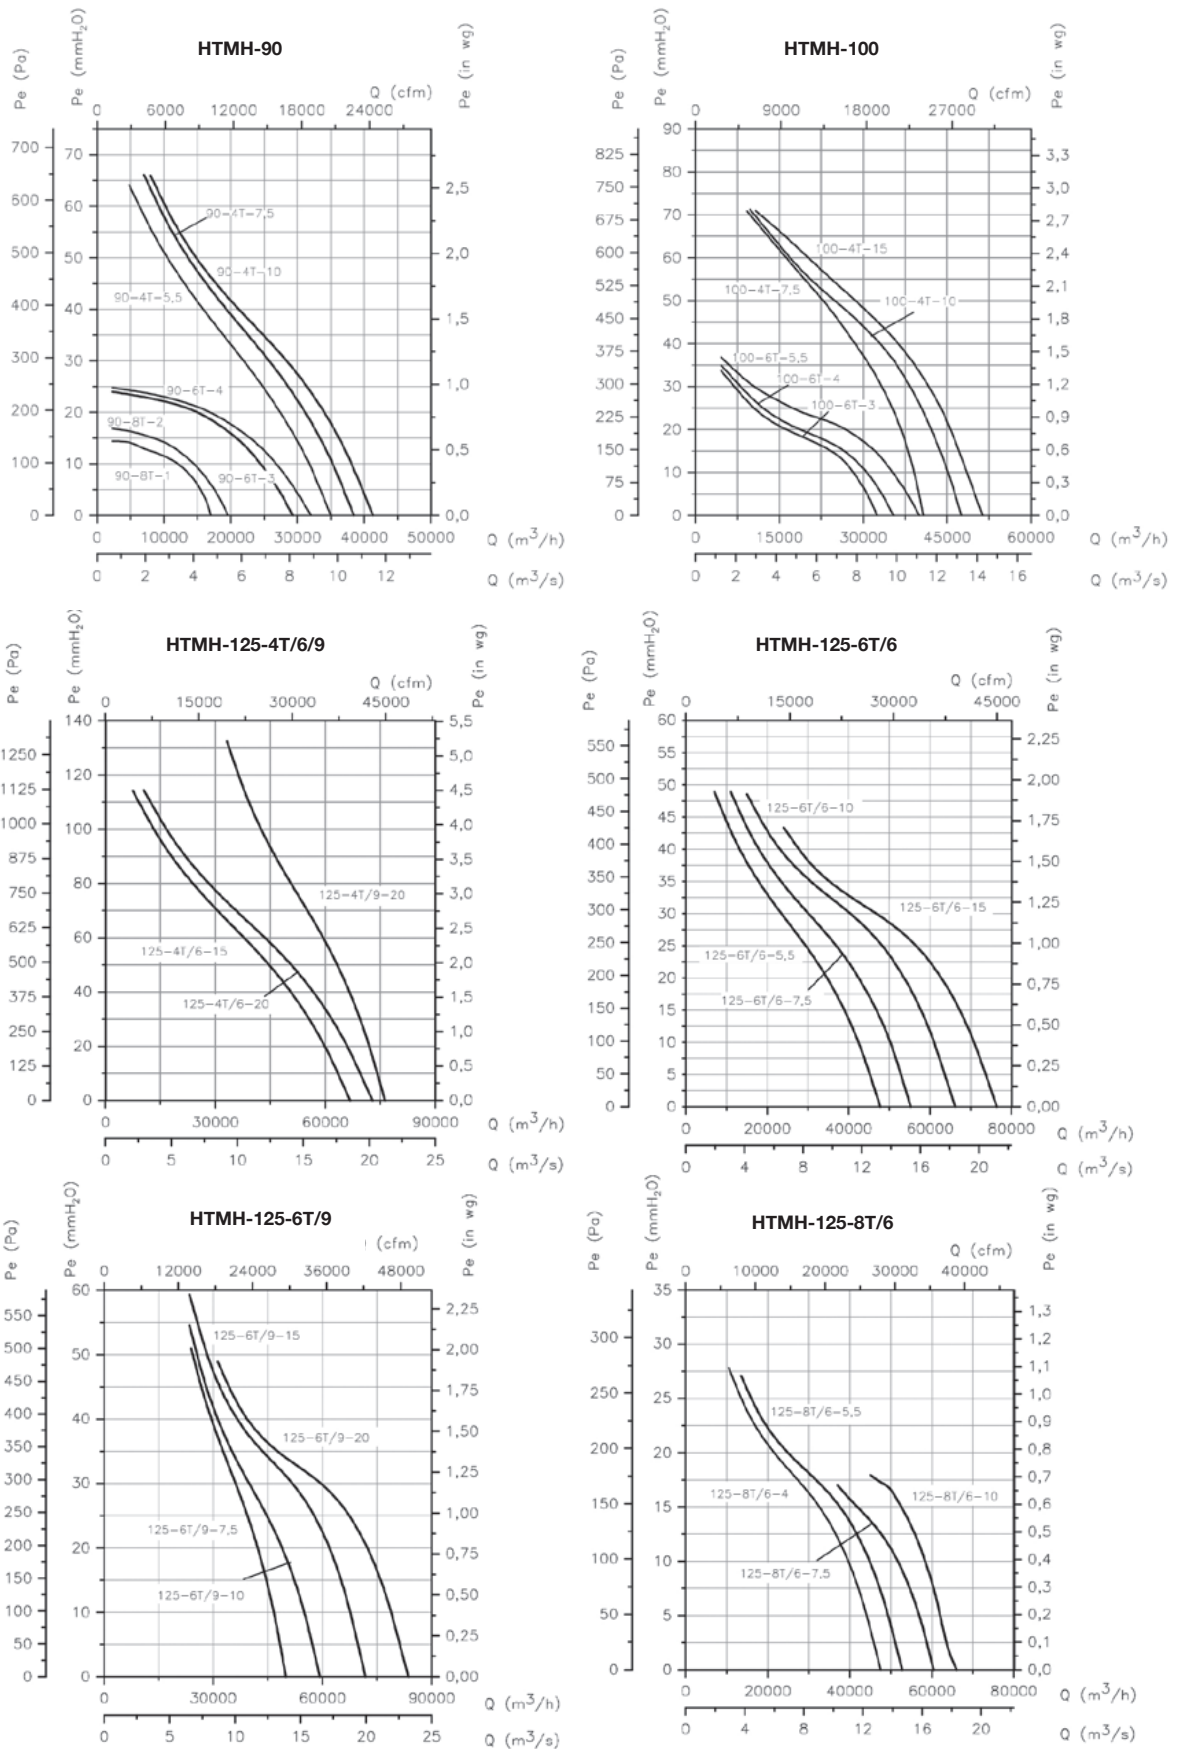 HTMH-90
Pe (Pa)
Pe (mmH2O)
Pe (in wg)
Q (cfm)
0 6000 12000 18000 24000
700 600 500 400 300 200 100 0
70 60 50 40 30 20 10 0
2,5 2,0 1,5 1,0 0,5 0,0
90-4T-7,5
90-4T-10
90-4T-5,5
90-6T-4
90-8T-2
90-8T-1
90-6T-3
0 10000 20000 30000 40000 50000 Q (m3/h)
0 2 4 6 8 10 12 Q (m3/s)
HTMH-100
Pe (Pa)
Pe (mmH2O)
Pe (in wg)
Q (cfm)
0 9000 18000 27000
825 750 675 600 525 450 375 300 225 150 75 0
90 80 70 60 50 40 30 20 10 0
3,3 3,0 2,7 2,4 2,1 1,8 1,5 1,2 0,9 0,6 0,3 0,0
100-4T-15
100-4T-7,5
100-4T-10
100-6T-5,5
100-6T-4
100-6T-3
0 15000 30000 45000 60000 Q (m3/h)
0 2 4 6 8 10 12 14 16 Q (m3/s)
HTMH-125-4T/6/9
Pe (Pa)
Pe (mmH2O)
Pe (in wg)
Q (cfm)
0 15000 30000 45000
1250 1125 1000 875 750 625 500 375 250 125 0
140 120 100 80 60 40 20 0
5,5 5,0 4,5 4,0 3,5 3,0 2,5 2,0 1,5 1,0 0,5 0,0
125-4T/9-20
125-4T/6-15
125-4T/6-20
0 30000 60000 90000 Q (m3/h)
0 5 10 15 20 25 Q (m3/s)
HTMH-125-6T/6
Pe (Pa)
Pe (mmH2O)
Pe (in wg)
Q (cfm)
0 15000 30000 45000
550 500 450 400 350 300 250 200 150 100 50 0
60 55 50 45 40 35 30 25 20 15 10 5 0
2,25 2,00 1,75 1,50 1,25 1,00 0,75 0,50 0,25 0,00
125-6T/6-10
125-6T/6-15
125-6T/6-5,5
125-6T/6-7,5
0 20000 40000 60000 80000 Q (m3/h)
0 4 8 12 16 20 Q (m3/s)
HTMH-125-6T/9
Pe (Pa)
Pe (mmH2O)
Pe (in wg)
(cfm)
0 12000 24000 36000 48000
550 500 450 400 350 300 250 200 150 100 50 0
60 50 40 30 20 10 0
2,25 2,00 1,75 1,50 1,25 1,00 0,75 0,50 0,25 0,00
125-6T/9-15
125-6T/9-20
125-6T/9-7,5
125-6T/9-10
0 30000 60000 90000 Q (m3/h)
0 5 10 15 20 25 Q (m3/s)
HTMH-125-8T/6
Pe (Pa)
Pe (mmH2O)
Pe (in wg)
Q (cfm)
0 10000 20000 30000 40000
300 250 200 150 100 50 0
35 30 25 20 15 10 5 0
1,3 1,2 1,1 1,0 0,9 0,8 0,7 0,6 0,5 0,4 0,3 0,2 0,1 0,0
125-8T/6-5,5
125-8T/6-4
125-8T/6-10
125-8T/6-7,5
0 20000 40000 60000 80000 Q (m3/h)
0 4 8 12 16 20 Q (m3/s)